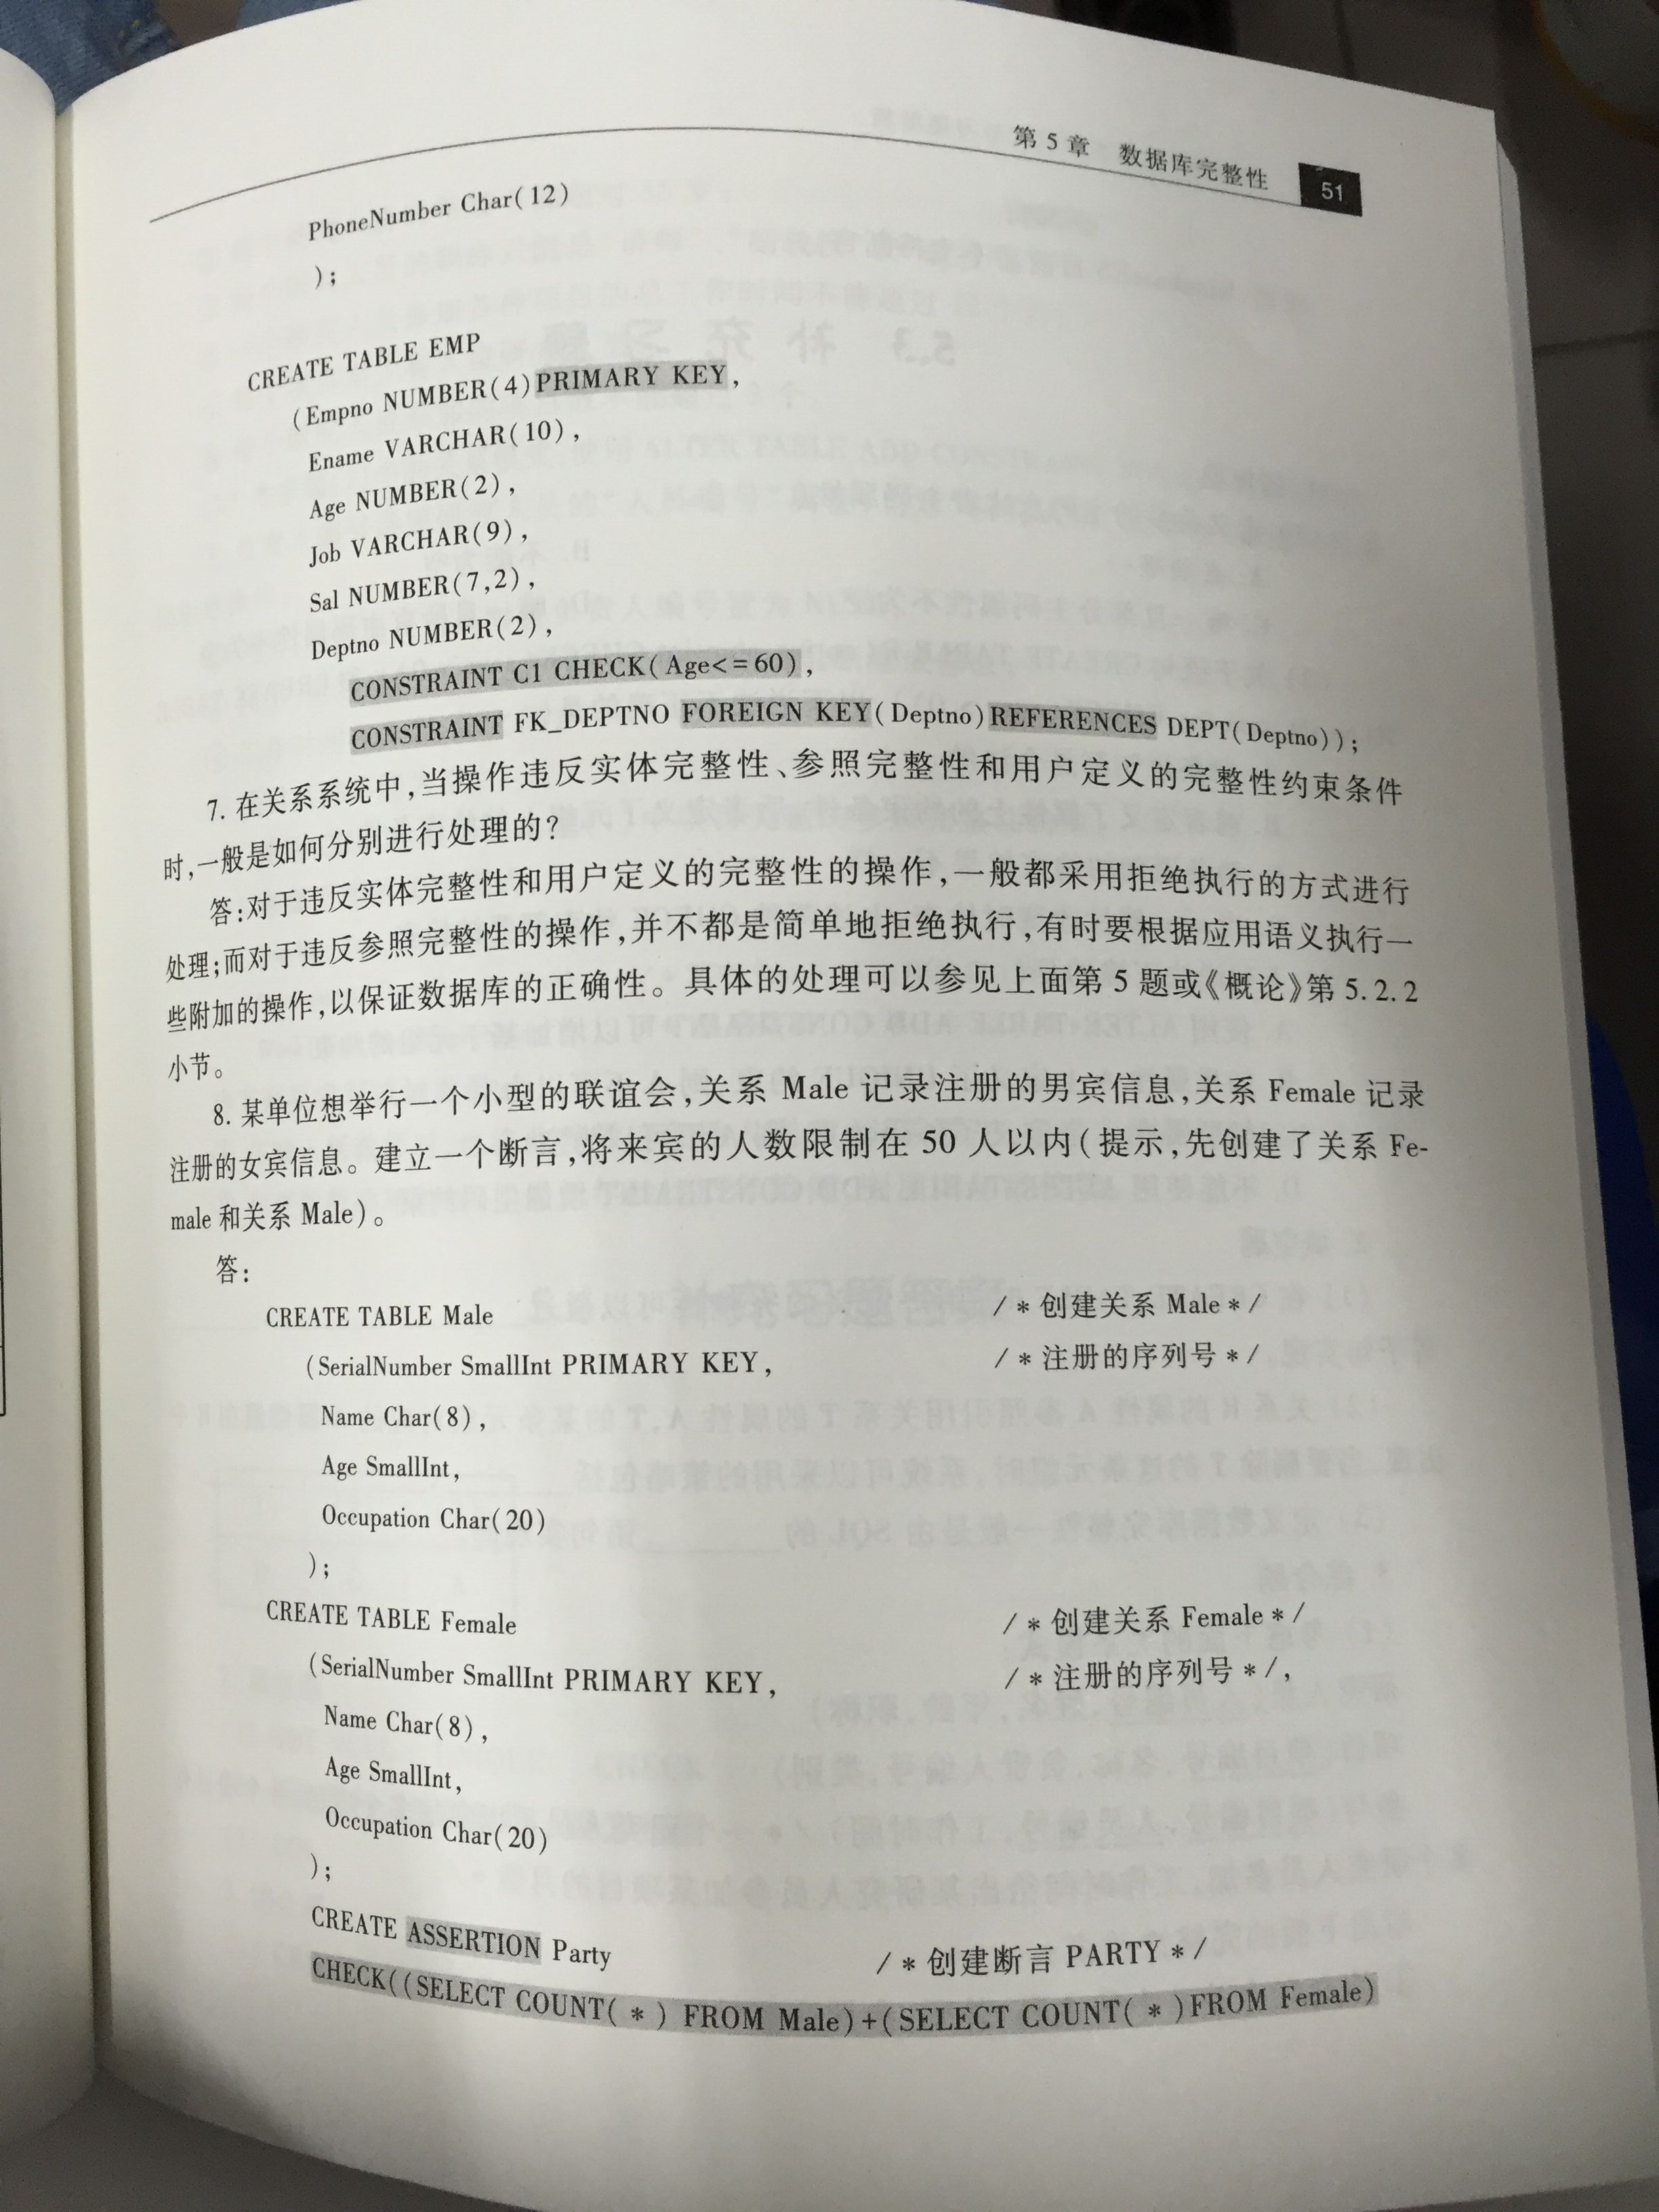 第 5 章 数据库完整性 51
PhoneNumber Char(12)
);
CREATE TABLE EMP
(Empno NUMBER(4)PRIMARY KEY,
Ename VARCHAR(10),
Age NUMBER(2),
Job VARCHAR(9),
Sal NUMBER(7,2),
Deptno NUMBER(2),
CONSTRAINT C1 CHECK(Age<=60),
CONSTRAINT FK_DEPTNO FOREIGN KEY(Deptno)REFERENCES DEPT(Deptno));
7. 在关系系统中,当操作违反实体完整性、参照完整性和用户定义的完整性约束条件
时,一般是如何分别进行处理的?
答:对于违反实体完整性和用户定义的完整性的操作,一般都采用拒绝执行的方式进行
处理;而对于违反参照完整性的操作,并不都是简单地拒绝执行,有时要根据应用语义执行一
些附加的操作,以保证数据库的正确性。具体的处理可以参见上面第 5 题或《概论》第 5.2.2
小节。
8. 某单位想举行一个小型的联谊会,关系 Male 记录注册的男宾信息,关系 Female 记录
注册的女宾信息。建立一个断言,将来宾的人数限制在 50 人以内(提示,先创建了关系 Fe-
male 和关系 Male)。
答:
CREATE TABLE Male /*创建关系 Male*/
(SerialNumber SmallInt PRIMARY KEY, /*注册的序列号*/
Name Char(8),
Age SmallInt,
Occupation Char(20)
);
CREATE TABLE Female /*创建关系 Female*/
(SerialNumber SmallInt PRIMARY KEY, /*注册的序列号*/,
Name Char(8),
Age SmallInt,
Occupation Char(20)
);
CREATE ASSERTION Party /*创建断言 PARTY*/
CHECK((SELECT COUNT(*) FROM Male)+(SELECT COUNT(*)FROM Female)